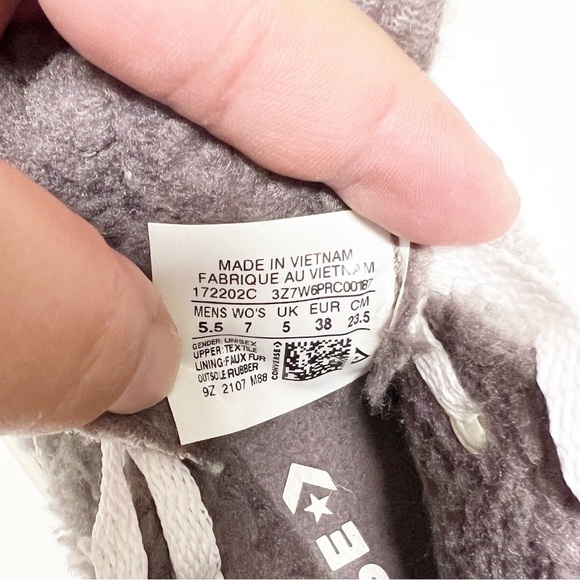 MADE IN VIETNAM
FABRIQUE AU VIETNAM
172202C 3Z7W6PRC00187
MENS WO'S UK EUR CM
5.5 7 5 38 23.5
GENDER: UNISEX
UPPER:TEXTILE
LINING:FAUX FUR
OUTSOLE:RUBBER
9Z 2107 M88
CONVERSE
SE